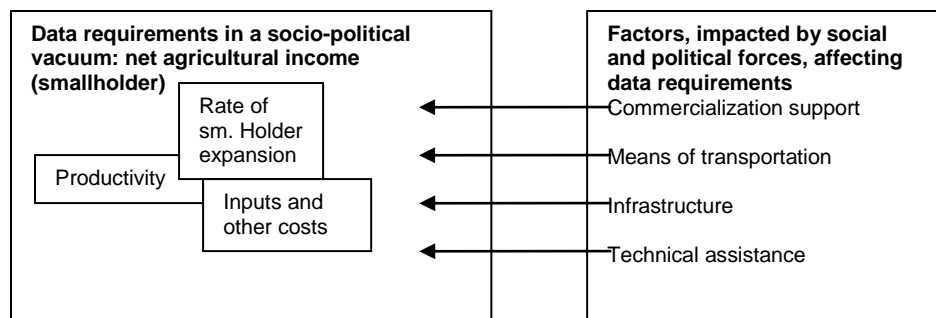 Data requirements in a socio-political
vacuum: net agricultural income
(smallholder)
Rate of
sm. Holder
expansion
Productivity
Inputs and
other costs
Factors, impacted by social
and political forces, affecting
data requirements
Commercialization support
Means of transportation
Infrastructure
Technical assistance